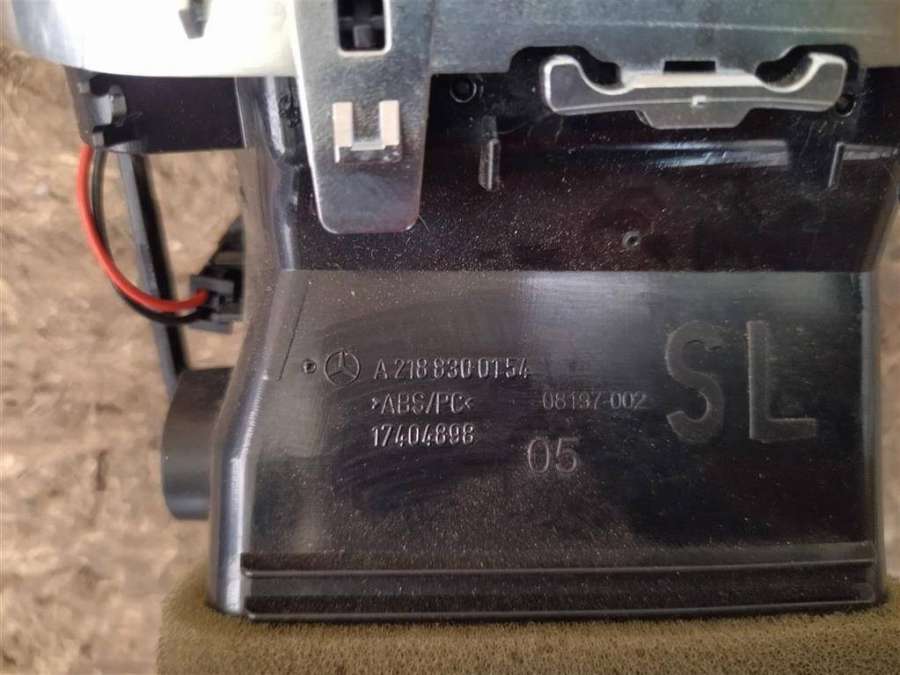 A 218 830 01 54
>ABS/PC<
17404898
08197-002
05
SL